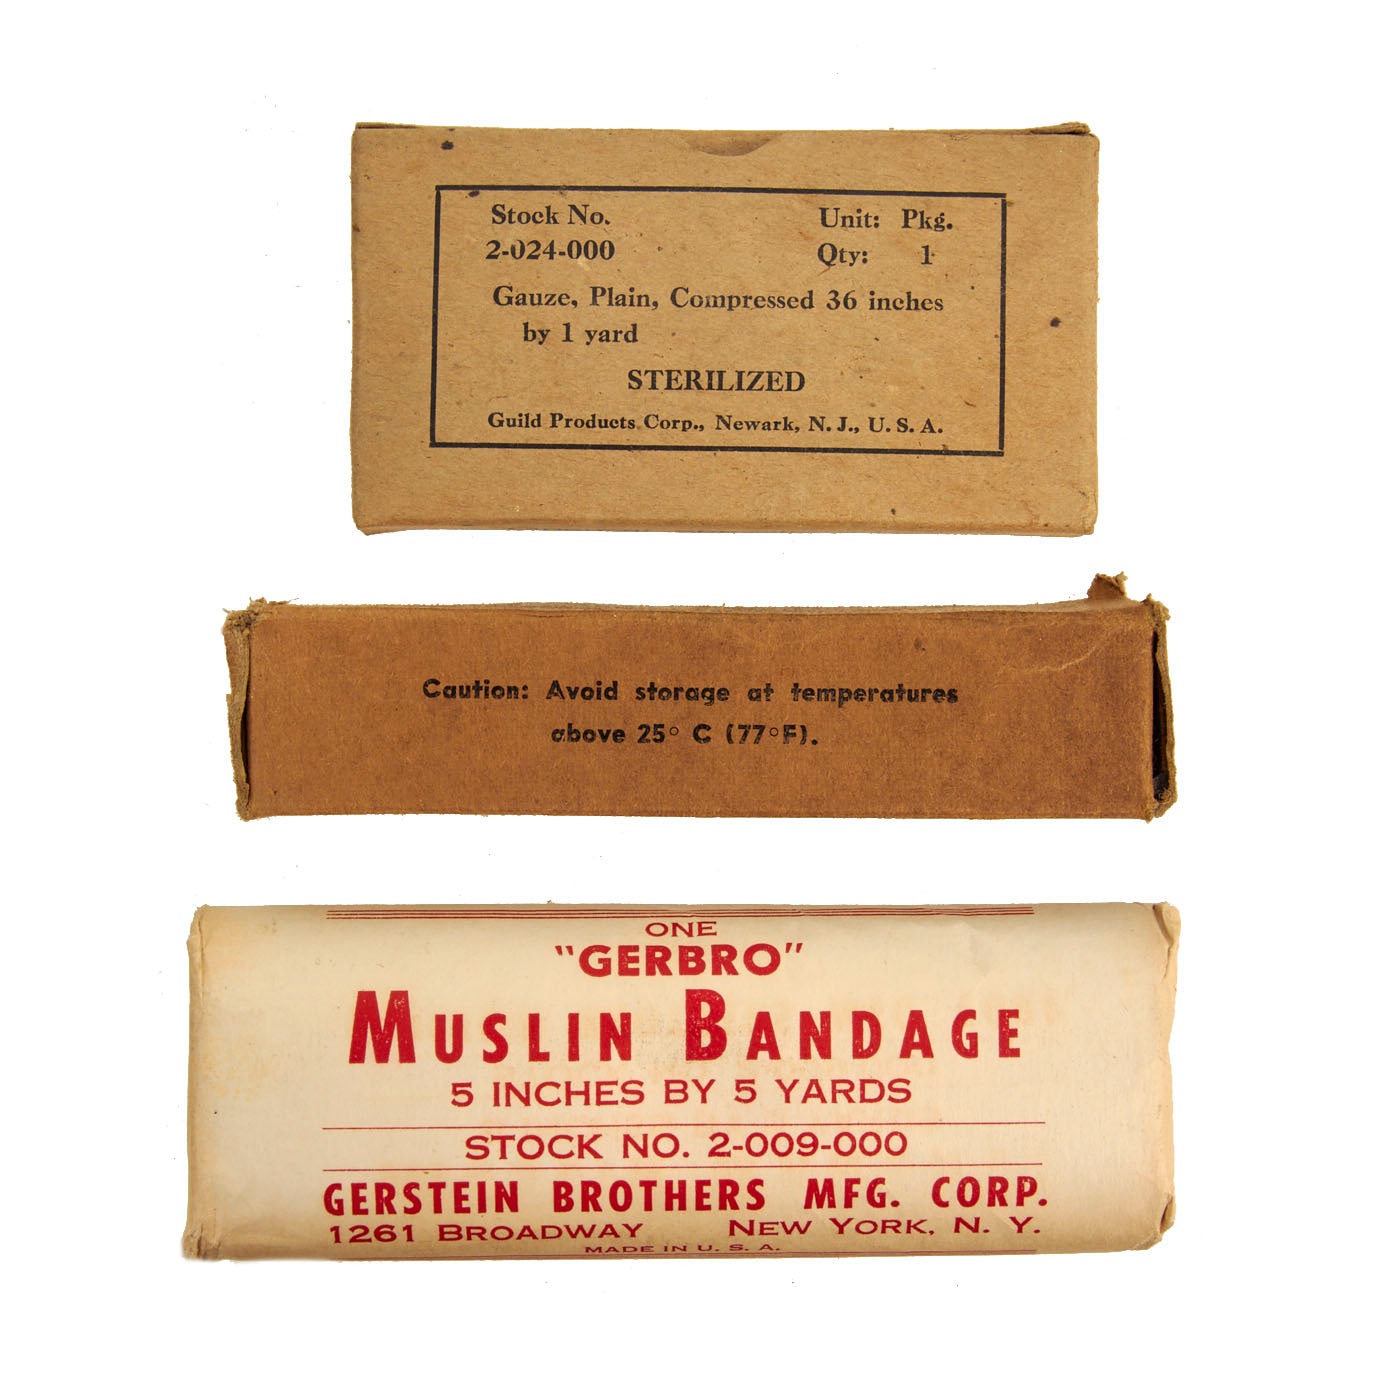 Stock No. Unit: Pkg.
2-024-000 Qty: 1
Gauze, Plain, Compressed 36 inches
by 1 yard
STERILIZED
Guild Products Corp., Newark, N. J., U. S. A.
Caution: Avoid storage at temperatures
above 25° C (77°F).
ONE
"GERBRO"
MUSLIN BANDAGE
5 INCHES BY 5 YARDS
STOCK NO. 2-009-000
GERSTEIN BROTHERS MFG. CORP.
1261 BROADWAY NEW YORK, N. Y.
MADE IN U. S. A.